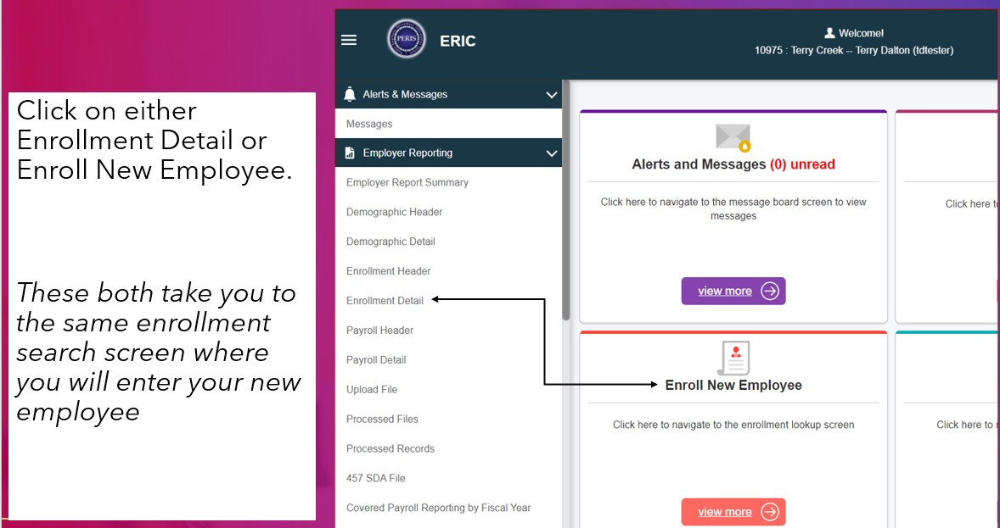 Click on either
Enrollment Detail or
Enroll New Employee.
These both take you to
the same enrollment
search screen where
you will enter your new
employee
PERIS
ERIC
Welcome!
10975 : Terry Creek -- Terry Dalton (tdtester)
Alerts & Messages
Messages
Employer Reporting
Employer Report Summary
Demographic Header
Demographic Detail
Enrollment Header
Enrollment Detail
Payroll Header
Payroll Detail
Upload File
Processed Files
Processed Records
457 SDA File
Covered Payroll Reporting by Fiscal Year
Alerts and Messages (0) unread
Click here to navigate to the message board screen to view
messages
view more
Click here t
Enroll New Employee
Click here to navigate to the enrollment lookup screen
view more
Click here to